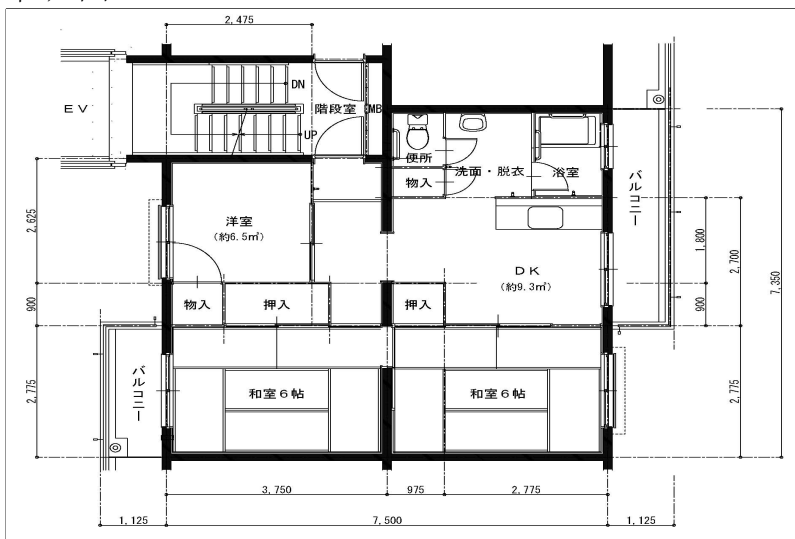 2,475
EV
DN
UP
階段室
MB
便所
洗面・脱衣
浴室
物入
バルコニー
洋室
(約6.5㎡)
DK
(約9.3㎡)
物入
押入
押入
バルコニー
和室6帖
和室6帖
2,625
900
2,775
1,800
900
2,700
2,775
7,350
3,750
975
2,775
1,125
7,500
1,125